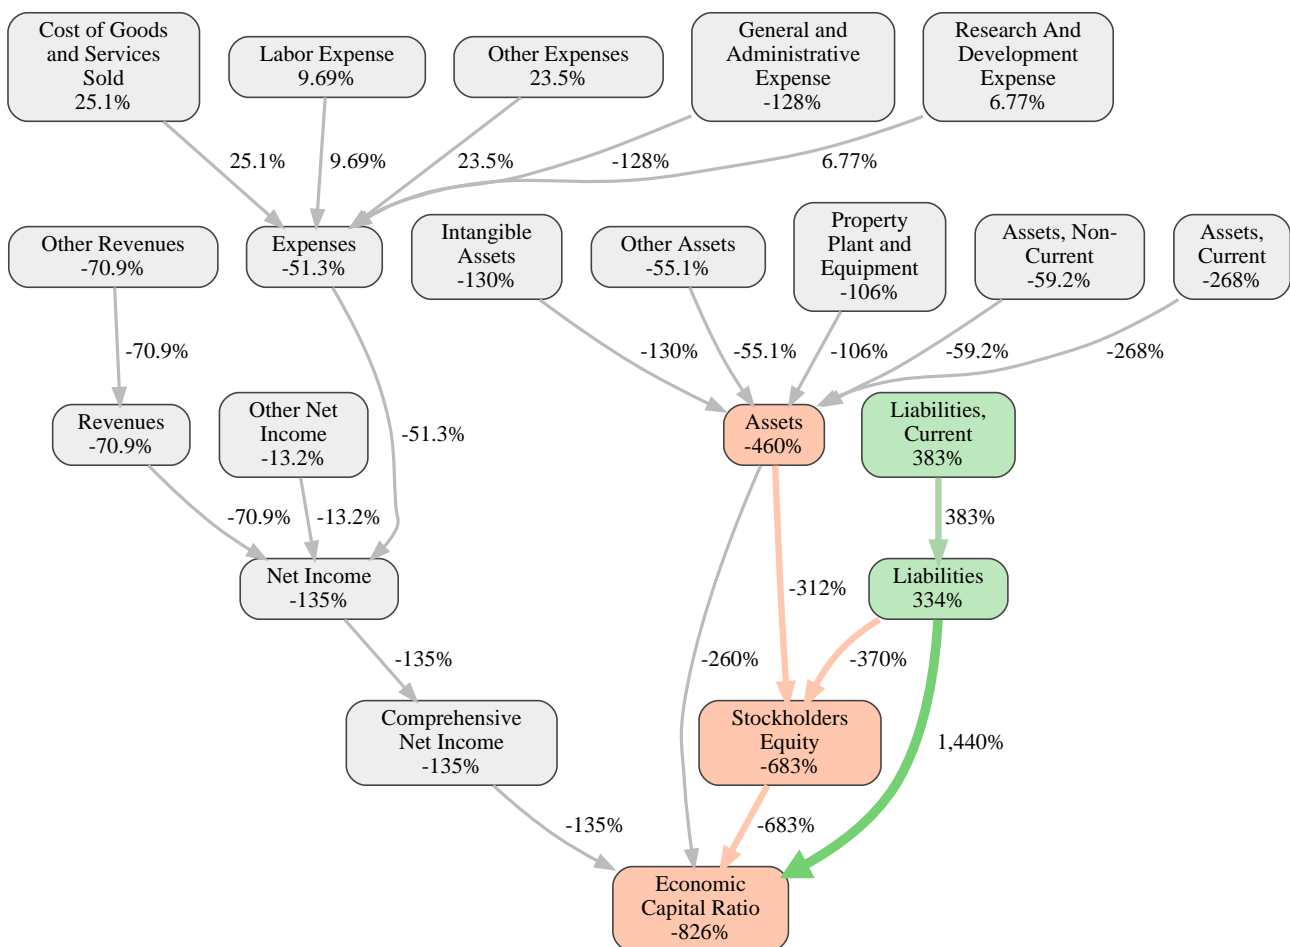 Cost of Goods
and Services
Sold
25.1%
Labor Expense
9.69%
Other Expenses
23.5%
General and
Administrative
Expense
-128%
Research And
Development
Expense
6.77%
25.1%
9.69%
23.5%
-128%
6.77%
Other Revenues
-70.9%
Expenses
-51.3%
Intangible
Assets
-130%
Other Assets
-55.1%
Property
Plant and
Equipment
-106%
Assets, Non-
Current
-59.2%
Assets,
Current
-268%
-70.9%
-130%
-55.1%
-106%
-59.2%
-268%
Revenues
-70.9%
Other Net
Income
-13.2%
-51.3%
Assets
-460%
Liabilities,
Current
383%
-70.9%
-13.2%
383%
Net Income
-135%
-312%
Liabilities
334%
-135%
-260%
-370%
Comprehensive
Net Income
-135%
Stockholders
Equity
-683%
1,440%
-135%
-683%
Economic
Capital Ratio
-826%